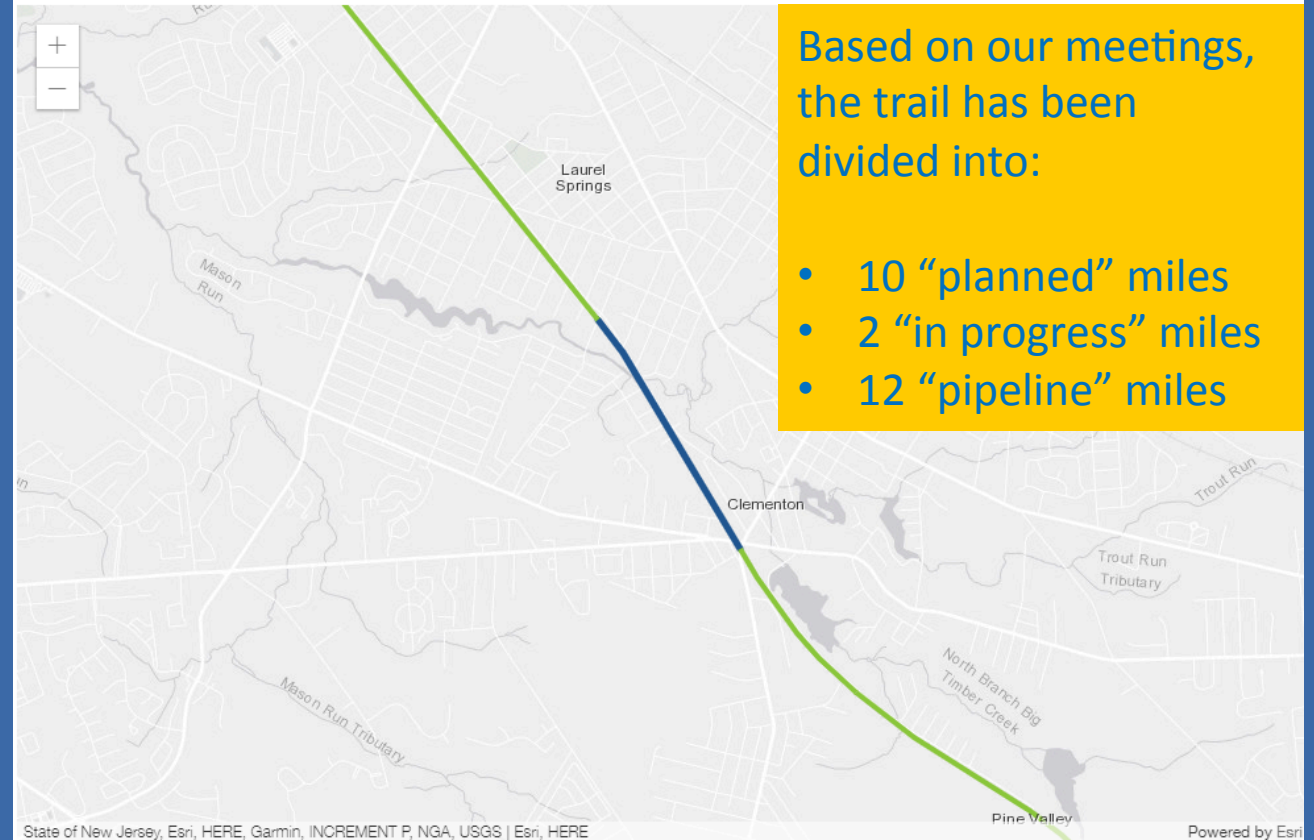 +
−
Based on our meetings,
the trail has been
divided into:
• 10 “planned” miles
• 2 “in progress” miles
• 12 “pipeline” miles
Laurel
Springs
Mason
Run
Clementon
Trout Run
Trout Run
Tributary
North Branch Big
Timber Creek
Mason Run Tributary
Pine Valley
State of New Jersey, Esri, HERE, Garmin, INCREMENT P, NGA, USGS | Esri, HERE
Powered by Esri